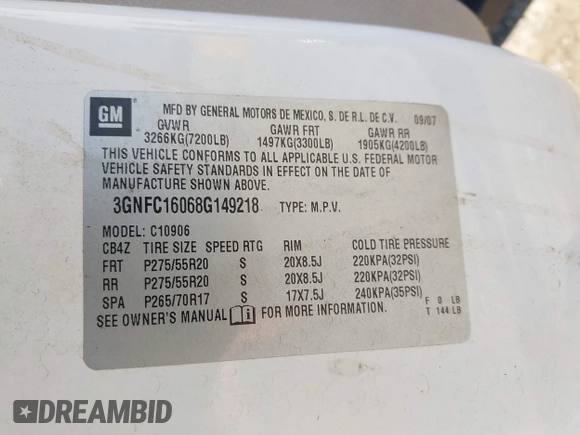 GM
MFD BY GENERAL MOTORS DE MEXICO, S. DE R.L. DE C.V. 09/07
GVWR GAWR FRT GAWR RR
3266KG(7200LB) 1497KG(3300LB) 1905KG(4200LB)
THIS VEHICLE CONFORMS TO ALL APPLICABLE U.S. FEDERAL MOTOR
VEHICLE SAFETY STANDARDS IN EFFECT ON THE DATE OF
MANUFACTURE SHOWN ABOVE.
3GNFC16068G149218 TYPE: M.P.V.
MODEL: C10906
CB4Z TIRE SIZE SPEED RTG RIM COLD TIRE PRESSURE
FRT P275/55R20 S 20X8.5J 220KPA(32PSI)
RR P275/55R20 S 20X8.5J 220KPA(32PSI)
SPA P265/70R17 S 17X7.5J 240KPA(35PSI)
F 0 LB
T 144 LB
SEE OWNER'S MANUAL i FOR MORE INFORMATION.
DREAMBID